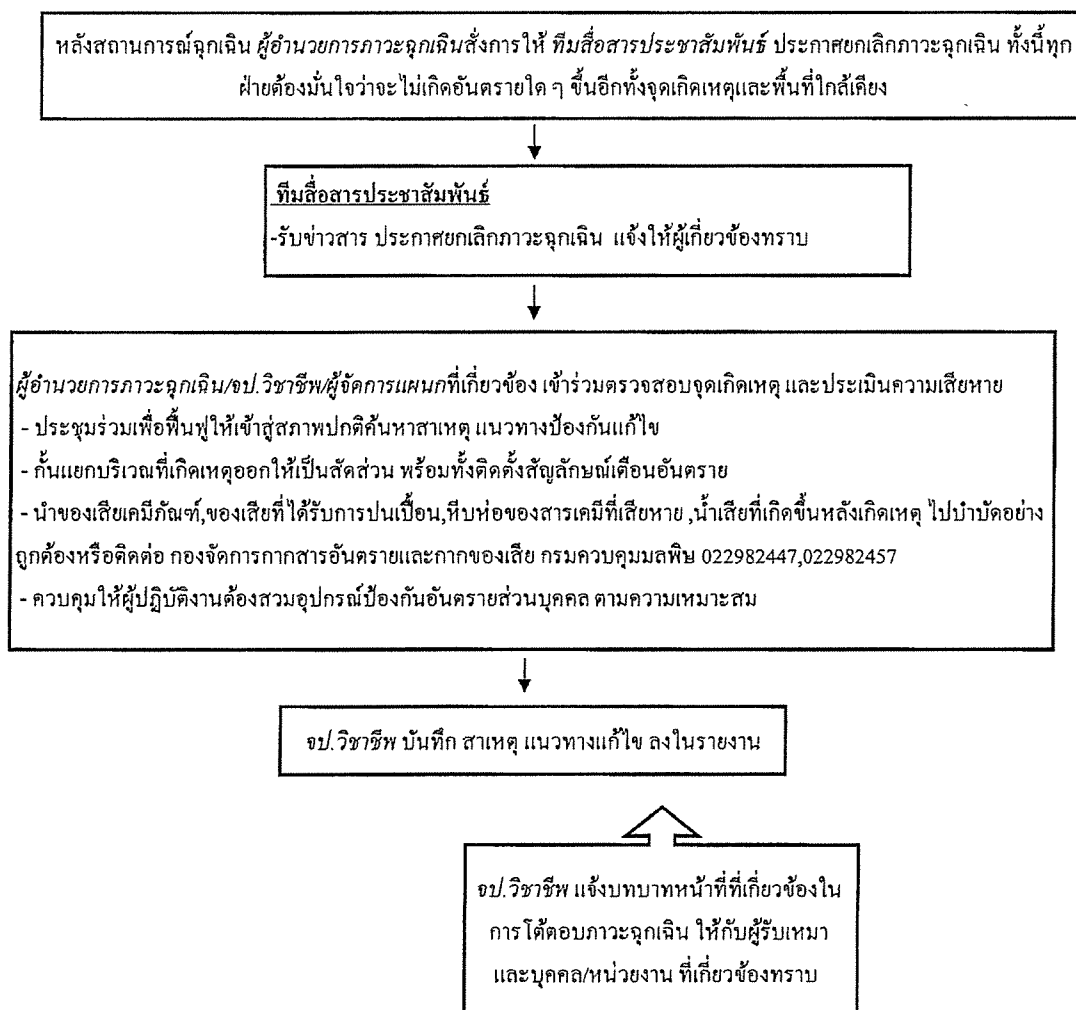 หลังสถานการณ์ฉุกเฉิน ผู้อำนวยการภาวะฉุกเฉินสั่งการให้ ทีมสื่อสารประชาสัมพันธ์ ประกาศยกเลิกภาวะฉุกเฉิน ทั้งนี้ทุก
ฝ่ายต้องมั่นใจว่าจะไม่เกิดอันตรายใด ๆ ขึ้นอีกทั้งจุดเกิดเหตุและพื้นที่ใกล้เคียง
ทีมสื่อสารประชาสัมพันธ์
-รับข่าวสาร ประกาศยกเลิกภาวะฉุกเฉิน แจ้งให้ผู้เกี่ยวข้องทราบ
ผู้อำนวยการภาวะฉุกเฉิน/จป.วิชาชีพ/ผู้จัดการแผนกที่เกี่ยวข้อง เข้าร่วมตรวจสอบจุดเกิดเหตุ และประเมินความเสียหาย
- ประชุมร่วมเพื่อฟื้นฟูให้เข้าสู่สภาพปกติค้นหาสาเหตุ แนวทางป้องกันแก้ไข
- กั้นแยกบริเวณที่เกิดเหตุออกให้เป็นสัดส่วน พร้อมทั้งติดตั้งสัญลักษณ์เตือนอันตราย
- นำของเสียเคมีภัณฑ์,ของเสียที่ได้รับการปนเปื้อน,หีบห่อของสารเคมีที่เสียหาย ,น้ำเสียที่เกิดขึ้นหลังเกิดเหตุ ไปบำบัดอย่าง
ถูกต้องหรือติดต่อ กองจัดการกากสารอันตรายและกากของเสีย กรมควบคุมมลพิษ 022982447,022982457
- ควบคุมให้ผู้ปฏิบัติงานต้องสวมอุปกรณ์ป้องกันอันตรายส่วนบุคคล ตามความเหมาะสม
จป.วิชาชีพ บันทึก สาเหตุ แนวทางแก้ไข ลงในรายงาน
จป.วิชาชีพ แจ้งบทบาทหน้าที่ที่เกี่ยวข้องใน
การโต้ตอบภาวะฉุกเฉิน ให้กับผู้รับเหมา
และบุคคล/หน่วยงาน ที่เกี่ยวข้องทราบ